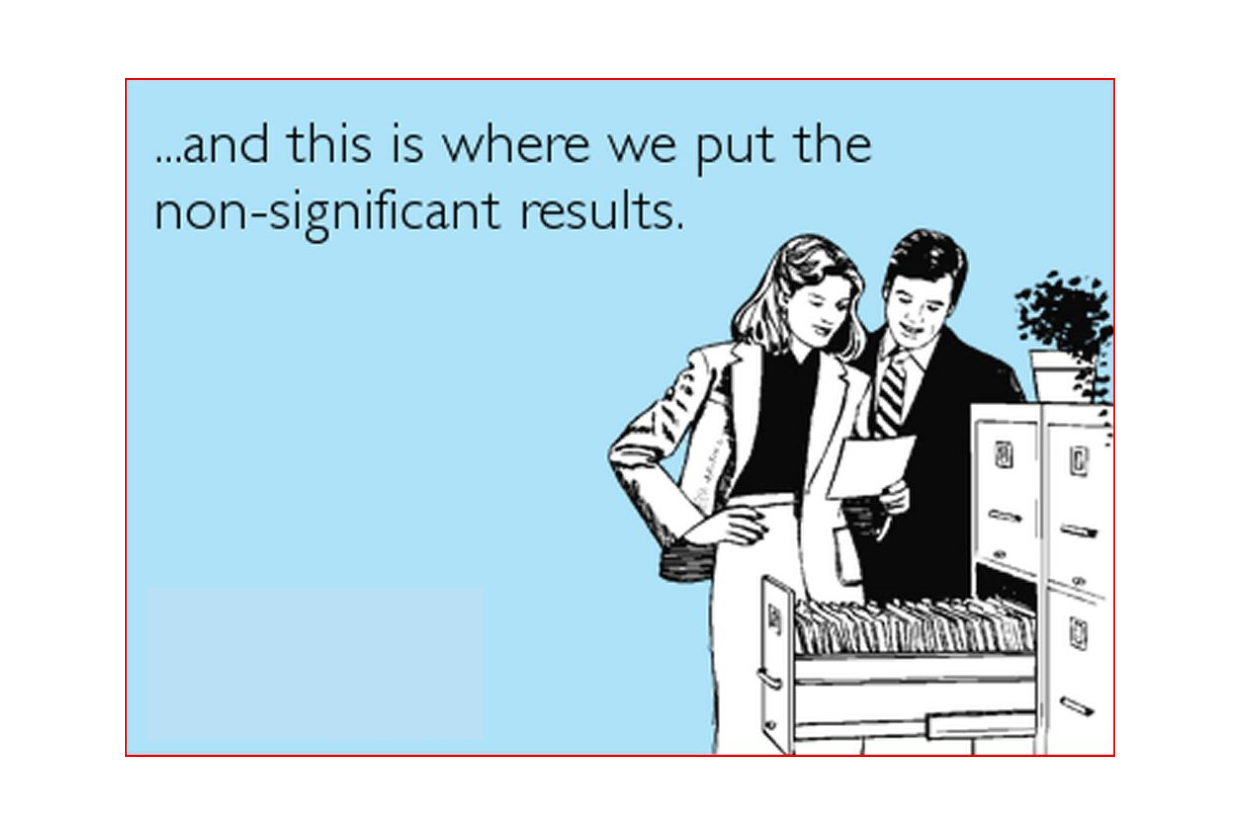 ...and this is where we put the
non-significant results.